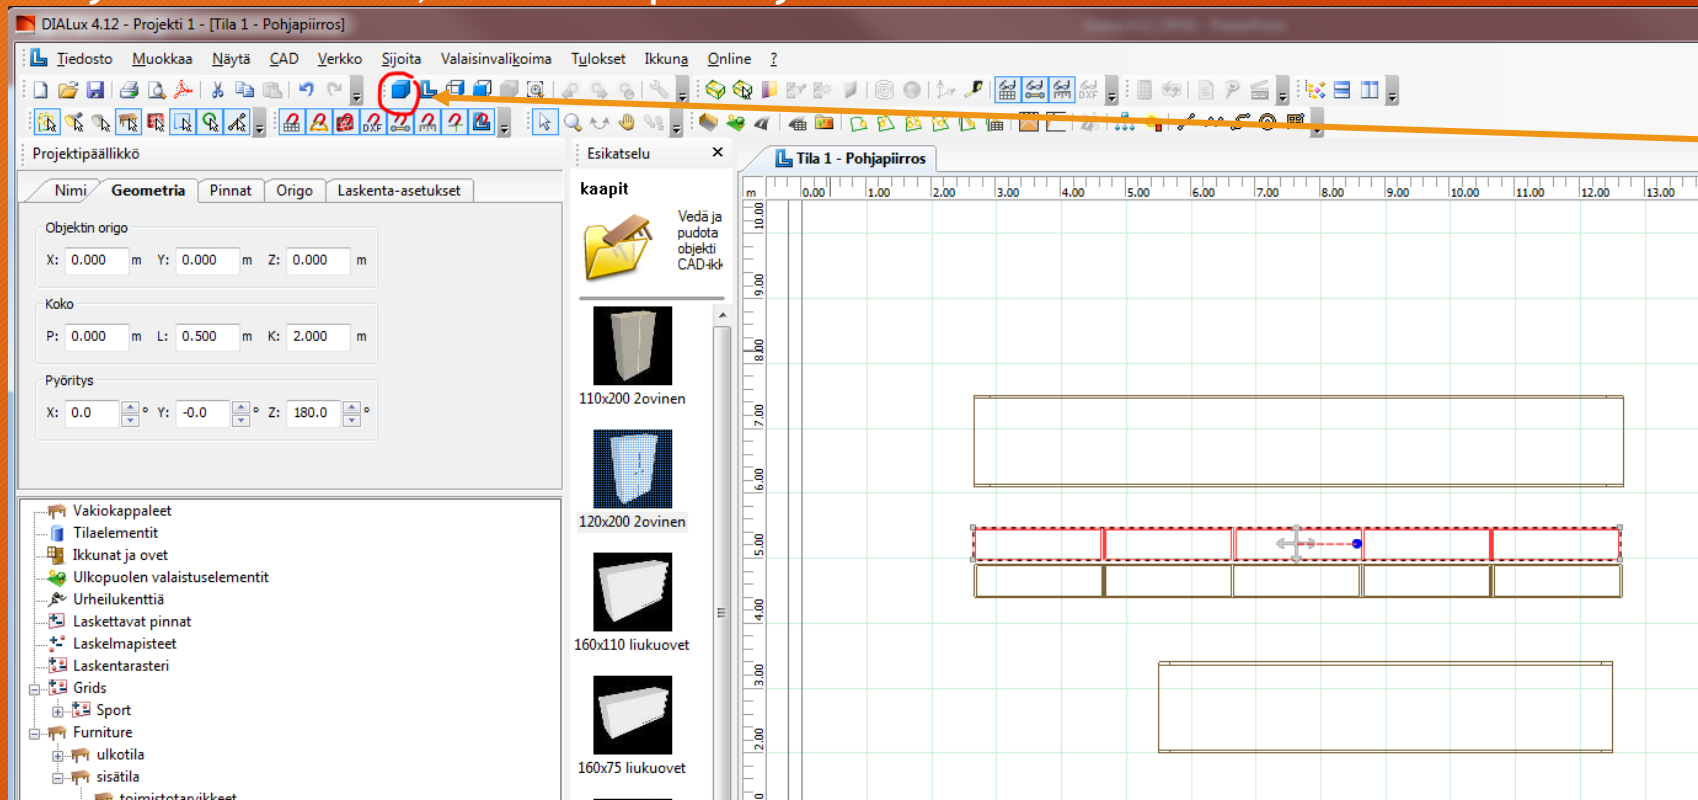 DIALux 4.12 - Projekti 1 - [Tila 1 - Pohjapiirros]
Tiedosto Muokkaa Näytä CAD Verkko Sijoita Valaisinvalikoima Tulokset Ikkuna Online ?
DXF
DXF
Projektipäällikkö
Nimi Geometria Pinnat Origo Laskenta-asetukset
Objektin origo
X: 0.000 m Y: 0.000 m Z: 0.000 m
Koko
P: 0.000 m L: 0.500 m K: 2.000 m
Pyöritys
X: 0.0 ° Y: -0.0 ° Z: 180.0 °
Vakiokappaleet
Tilaelementit
Ikkunat ja ovet
Ulkopuolen valaistuselementit
Urheilukenttiä
Laskettavat pinnat
Laskelmapisteet
Laskentarasteri
Grids
Sport
Furniture
ulkotila
sisätila
toimistotarvikkeet
Esikatselu
kaapit
Vedä ja
pudota
objekti
CAD-ikk
110x200 2ovinen
120x200 2ovinen
160x110 liukuovet
160x75 liukuovet
Tila 1 - Pohjapiirros
m 0.00 1.00 2.00 3.00 4.00 5.00 6.00 7.00 8.00 9.00 10.00 11.00 12.00 13.00
10.00
9.00
8.00
7.00
6.00
5.00
4.00
3.00
2.00